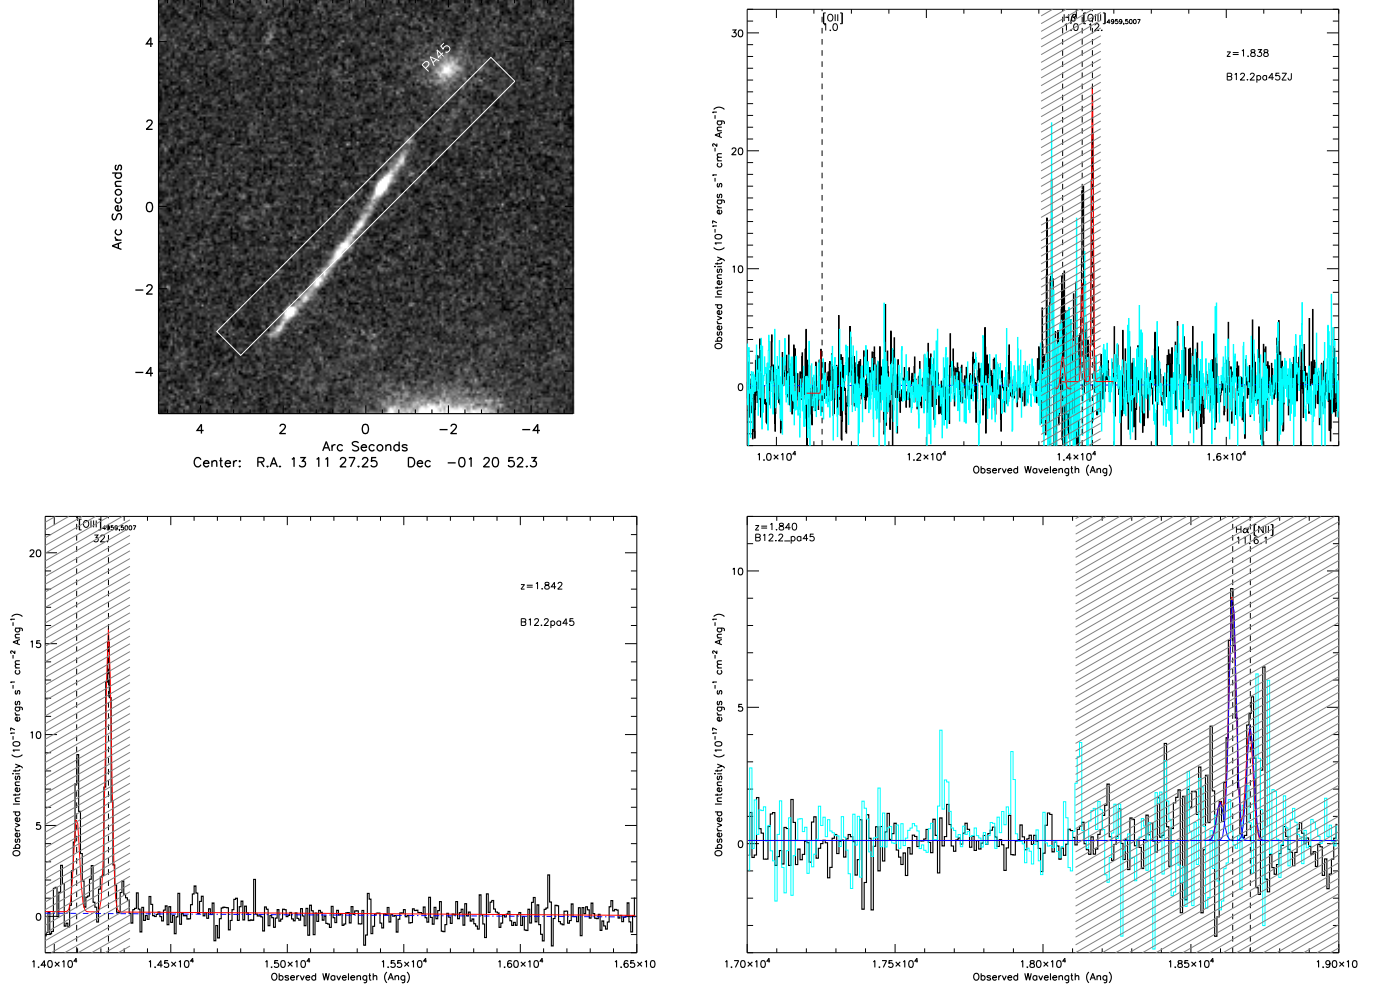 PA45
4
2
0
−2
−4
Arc Seconds
4 2 0 −2 −4
Arc Seconds
Center: R.A. 13 11 27.25 Dec −01 20 52.3
[OII]
1.0
Hβ [OIII]4959,5007
1.0 12.
z=1.838
B12.2pa45ZJ
30
20
10
0
Observed Intensity (10⁻¹⁷ ergs s⁻¹ cm⁻² Ang⁻¹)
1.0×10⁴ 1.2×10⁴ 1.4×10⁴ 1.6×10⁴
Observed Wavelength (Ang)
[OIII]4959,5007
32.
z=1.842
B12.2pa45
20
15
10
5
0
Observed Intensity (10⁻¹⁷ ergs s⁻¹ cm⁻² Ang⁻¹)
1.40×10⁴ 1.45×10⁴ 1.50×10⁴ 1.55×10⁴ 1.60×10⁴ 1.65×10
Observed Wavelength (Ang)
z=1.840
B12.2_pa45
Hα [NII]
10
5
0
Observed Intensity (10⁻¹⁷ ergs s⁻¹ cm⁻² Ang⁻¹)
1.70×10⁴ 1.75×10⁴ 1.80×10⁴ 1.85×10⁴ 1.90×10
Observed Wavelength (Ang)